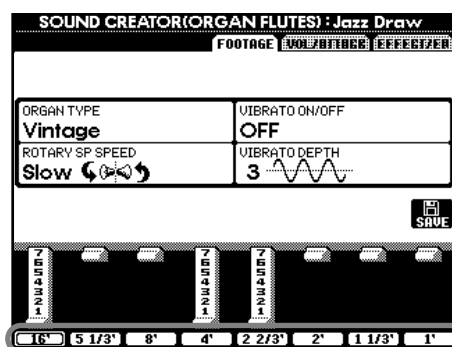 SOUND CREATOR(ORGAN FLUTES) : Jazz Draw
FOOTAGE VOL/ATTACK EFFECT/EQ
ORGAN TYPE VIBRATO ON/OFF
Vintage OFF
ROTARY SP SPEED VIBRATO DEPTH
Slow 3
SAVE
7 7 7
6 6 6
5 5 5
4 4 4
3 3 3
2 2 2
1 1 1
16' 5 1/3' 8' 4' 2 2/3' 2' 1 1/3' 1'